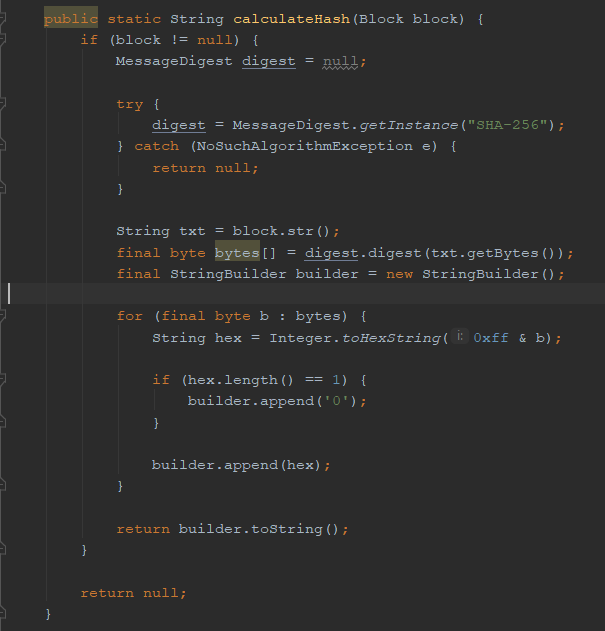 public static String calculateHash(Block block) {
if (block != null) {
MessageDigest digest = null;
try {
digest = MessageDigest.getInstance("SHA-256");
} catch (NoSuchAlgorithmException e) {
return null;
}
String txt = block.str();
final byte bytes[] = digest.digest(txt.getBytes());
final StringBuilder builder = new StringBuilder();
for (final byte b : bytes) {
String hex = Integer.toHexString( i: 0xff & b);
if (hex.length() == 1) {
builder.append('0');
}
builder.append(hex);
}
return builder.toString();
}
return null;
}